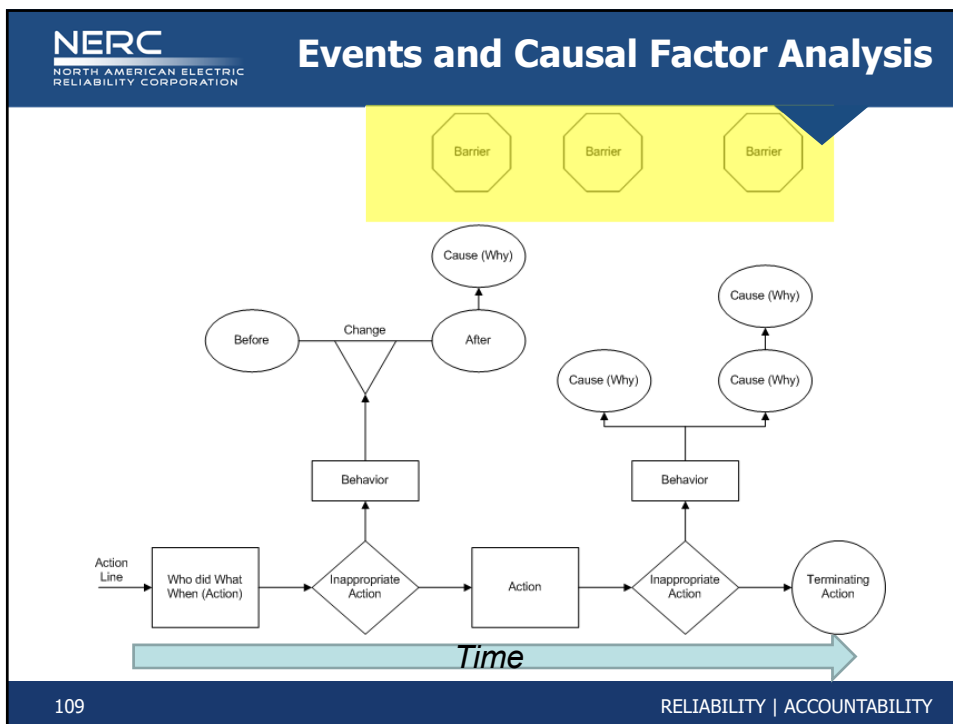 NERC
NORTH AMERICAN ELECTRIC
RELIABILITY CORPORATION
Events and Causal Factor Analysis
Barrier
Barrier
Barrier
Cause (Why)
Before
Change
After
Cause (Why)
Cause (Why)
Cause (Why)
Behavior
Behavior
Action
Line
Who did What
When (Action)
Inappropriate
Action
Action
Inappropriate
Action
Terminating
Action
Time
109
RELIABILITY | ACCOUNTABILITY